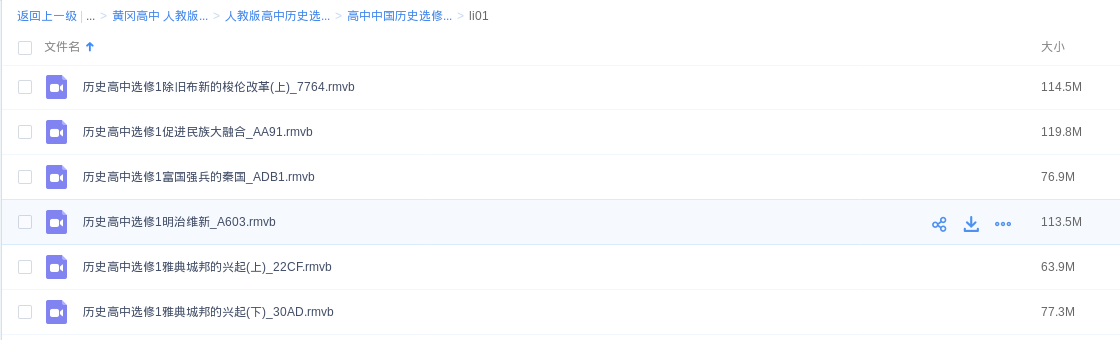 返回上一级 | ... > 黄冈高中 人教版... > 人教版高中历史选... > 高中中国历史选修... > li01
文件名 大小
历史高中选修1除旧布新的梭伦改革(上)_7764.rmvb 114.5M
历史高中选修1促进民族大融合_AA91.rmvb 119.8M
历史高中选修1富国强兵的秦国_ADB1.rmvb 76.9M
历史高中选修1明治维新_A603.rmvb 113.5M
历史高中选修1雅典城邦的兴起(上)_22CF.rmvb 63.9M
历史高中选修1雅典城邦的兴起(下)_30AD.rmvb 77.3M